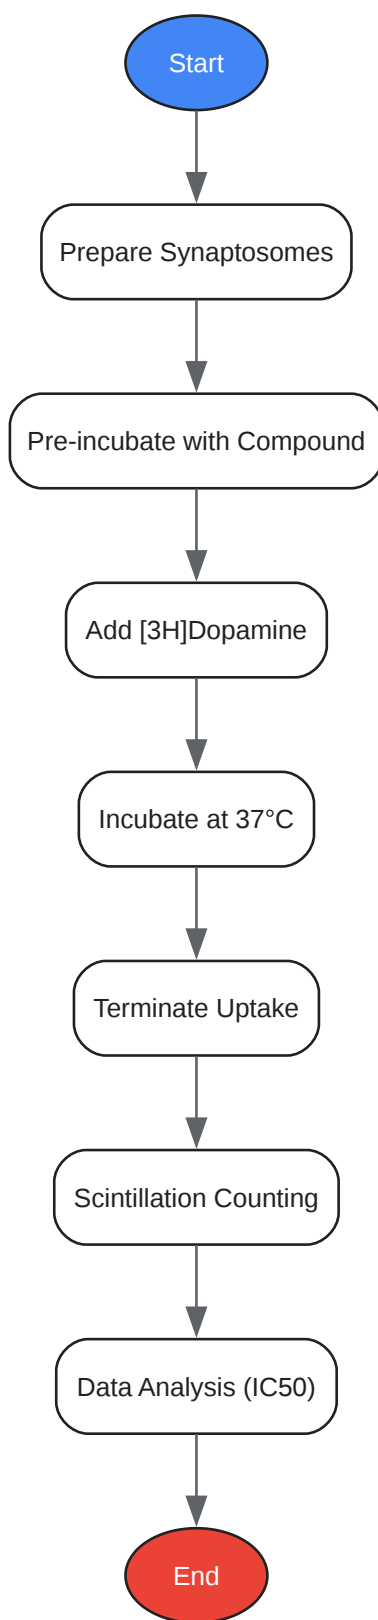 Start
Prepare Synaptosomes
Pre-incubate with Compound
Add [3H]Dopamine
Incubate at 37°C
Terminate Uptake
Scintillation Counting
Data Analysis (IC50)
End